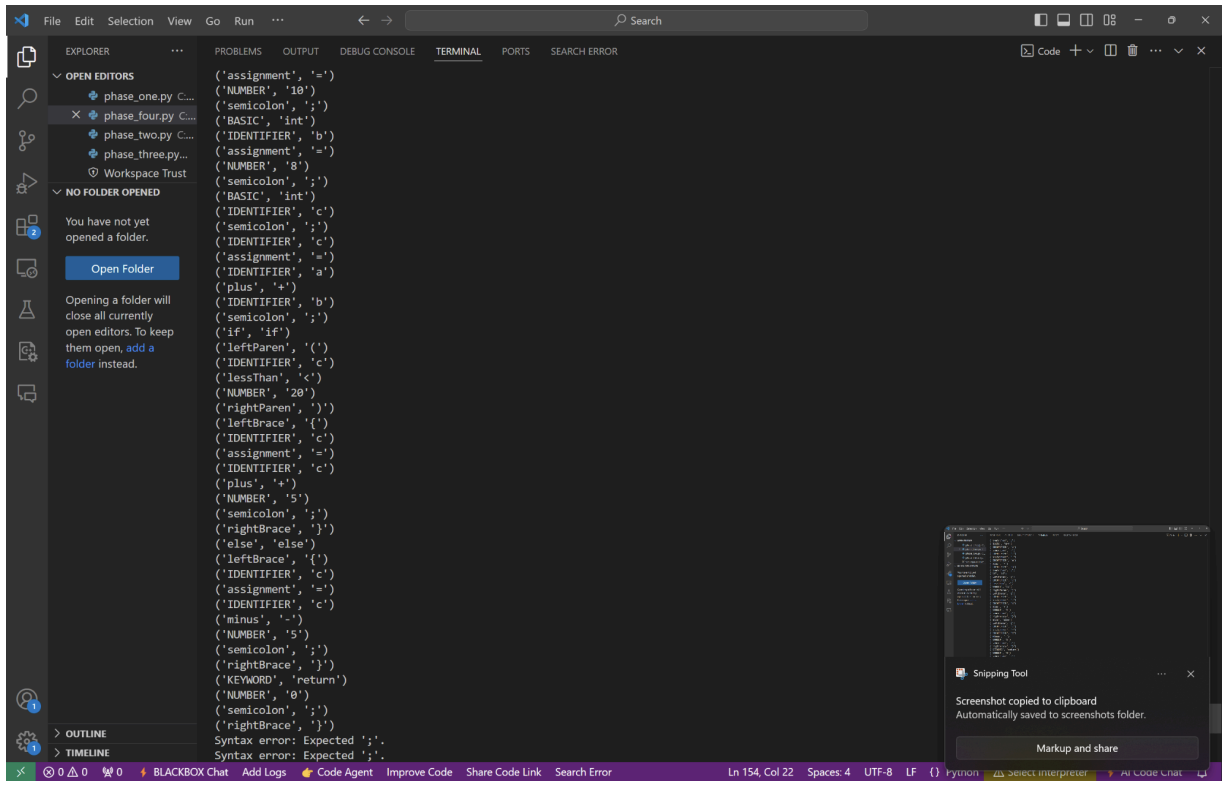 File Edit Selection View Go Run ··· Search
EXPLORER ···
OPEN EDITORS
phase_one.py C:...
phase_four.py C:...
phase_two.py C:...
phase_three.py...
Workspace Trust
NO FOLDER OPENED
You have not yet
opened a folder.
Open Folder
Opening a folder will
close all currently
open editors. To keep
them open, add a
folder instead.
OUTLINE
TIMELINE
2
1
1
PROBLEMS OUTPUT DEBUG CONSOLE TERMINAL PORTS SEARCH ERROR
Code
('assignment', '=')
('NUMBER', '10')
('semicolon', ';')
('BASIC', 'int')
('IDENTIFIER', 'b')
('assignment', '=')
('NUMBER', '8')
('semicolon', ';')
('BASIC', 'int')
('IDENTIFIER', 'c')
('semicolon', ';')
('IDENTIFIER', 'c')
('assignment', '=')
('IDENTIFIER', 'a')
('plus', '+')
('IDENTIFIER', 'b')
('semicolon', ';')
('if', 'if')
('leftParen', '(')
('IDENTIFIER', 'c')
('lessThan', '<')
('NUMBER', '20')
('rightParen', ')')
('leftBrace', '{')
('IDENTIFIER', 'c')
('assignment', '=')
('IDENTIFIER', 'c')
('plus', '+')
('NUMBER', '5')
('semicolon', ';')
('rightBrace', '}')
('else', 'else')
('leftBrace', '{')
('IDENTIFIER', 'c')
('assignment', '=')
('IDENTIFIER', 'c')
('minus', '-')
('NUMBER', '5')
('semicolon', ';')
('rightBrace', '}')
('KEYWORD', 'return')
('NUMBER', '0')
('semicolon', ';')
('rightBrace', '}')
Syntax error: Expected ';'.
Syntax error: Expected ';'.
Snipping Tool
Screenshot copied to clipboard
Automatically saved to screenshots folder.
Markup and share
0 0 0 BLACKBOX Chat Add Logs Code Agent Improve Code Share Code Link Search Error Ln 154, Col 22 Spaces: 4 UTF-8 LF {} Python Select Interpreter AI Code Chat